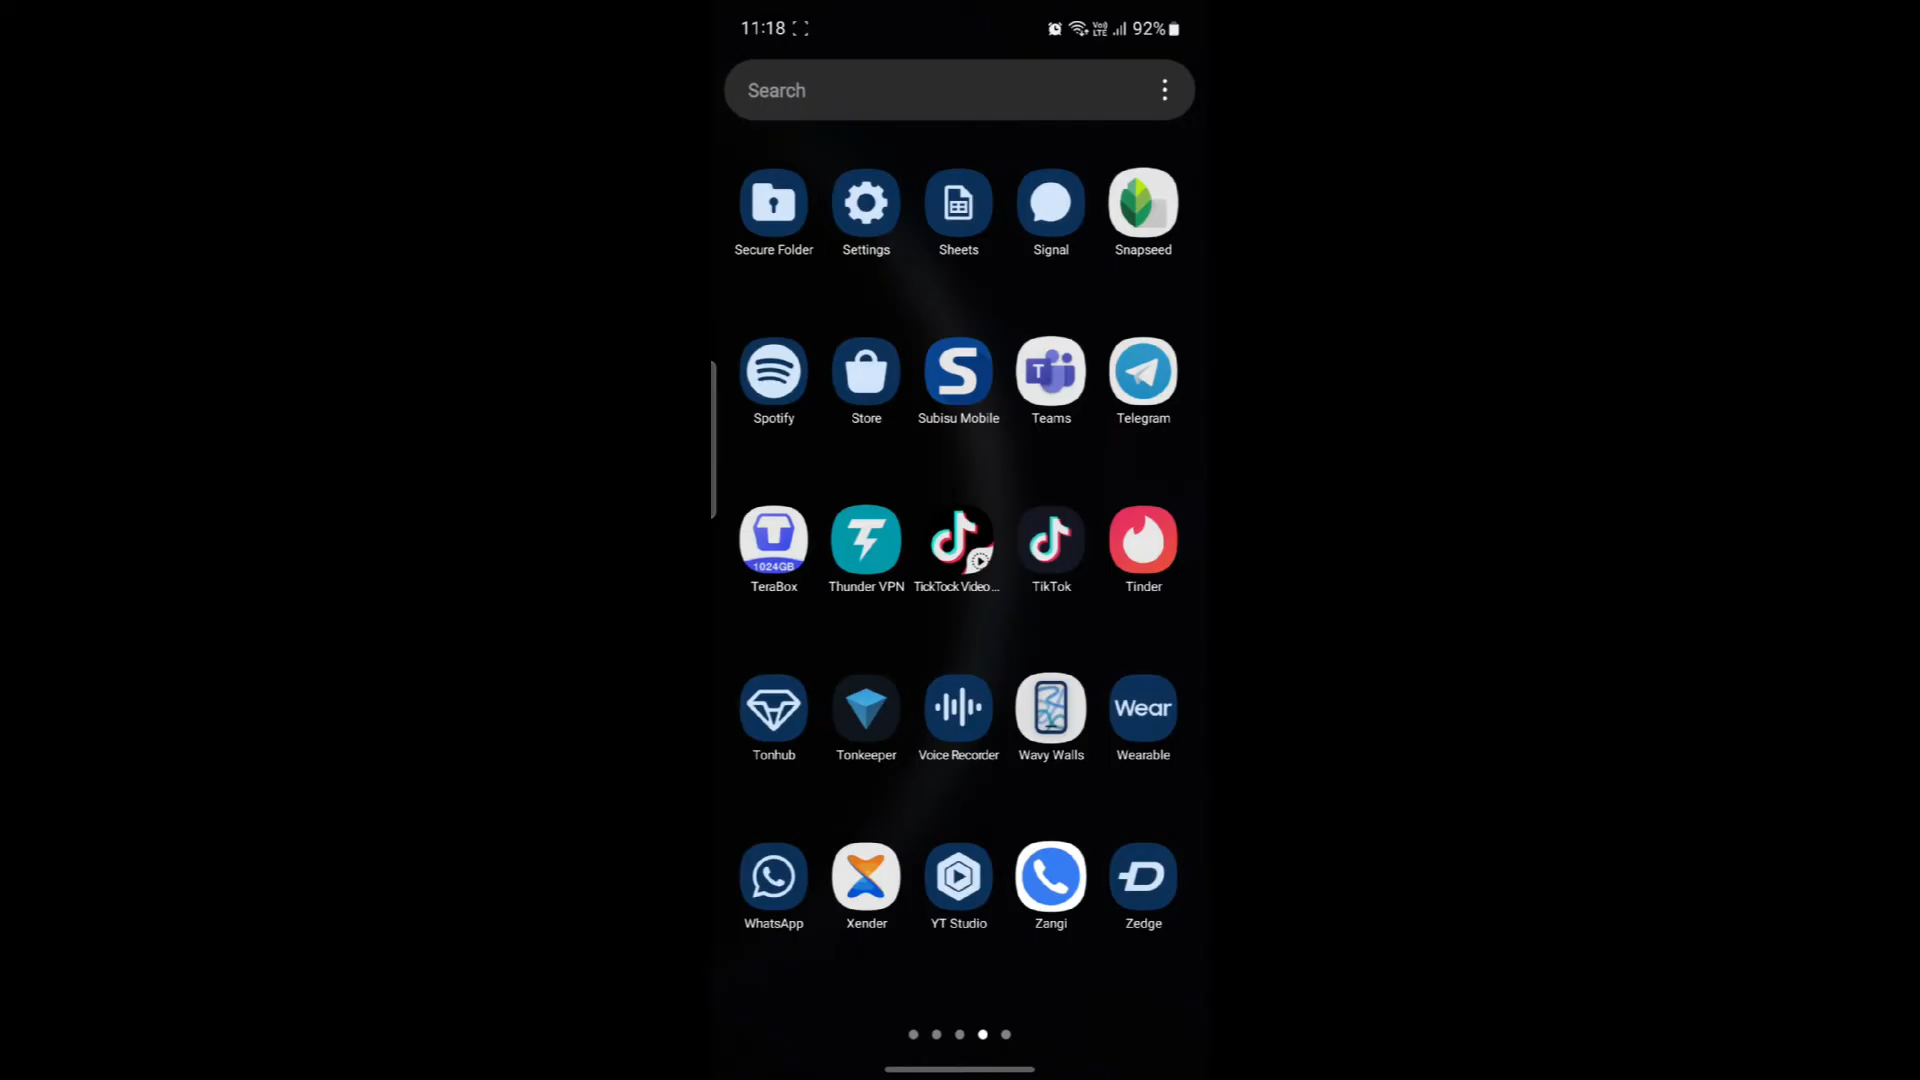 11:18 Vo) LTE 92%
Search
Secure Folder Settings Sheets Signal Snapseed
Spotify Store Subisu Mobile Teams Telegram
1024GB
TeraBox Thunder VPN TickTock Video... TikTok Tinder
Wear
Tonhub Tonkeeper Voice Recorder Wavy Walls Wearable
WhatsApp Xender YT Studio Zangi Zedge